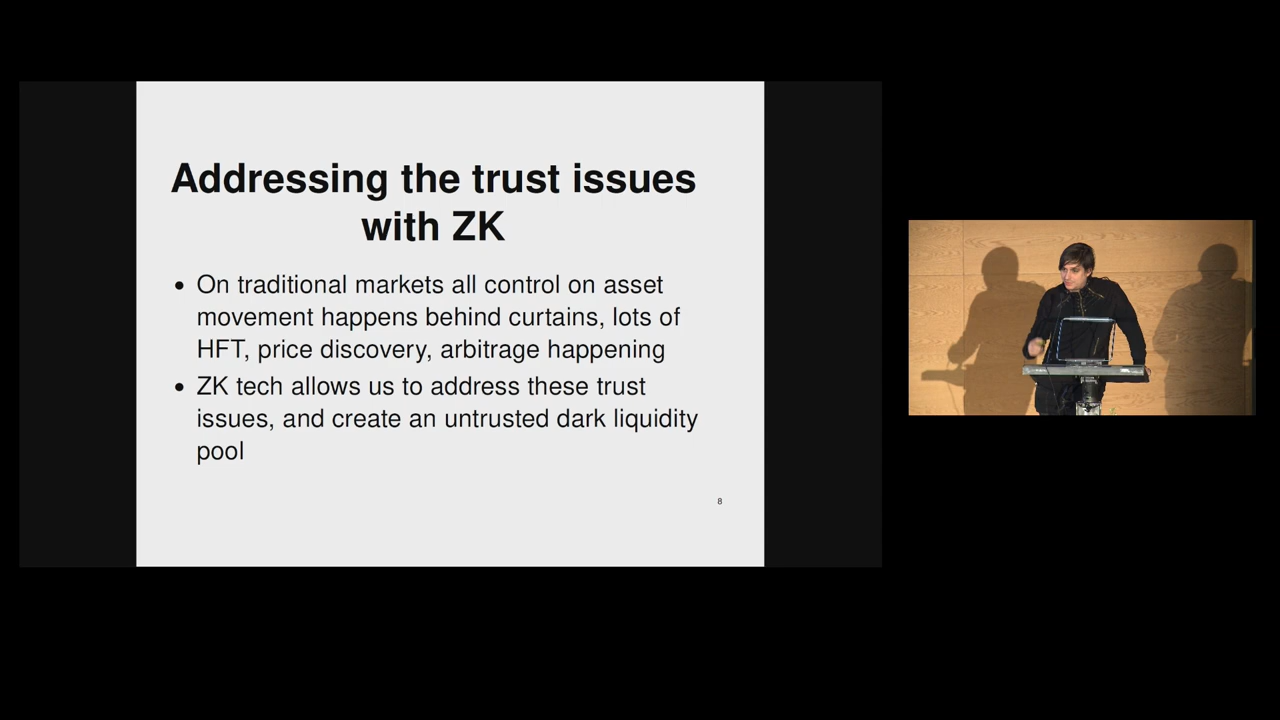 Addressing the trust issues
with ZK
• On traditional markets all control on asset
movement happens behind curtains, lots of
HFT, price discovery, arbitrage happening
• ZK tech allows us to address these trust
issues, and create an untrusted dark liquidity
pool
8